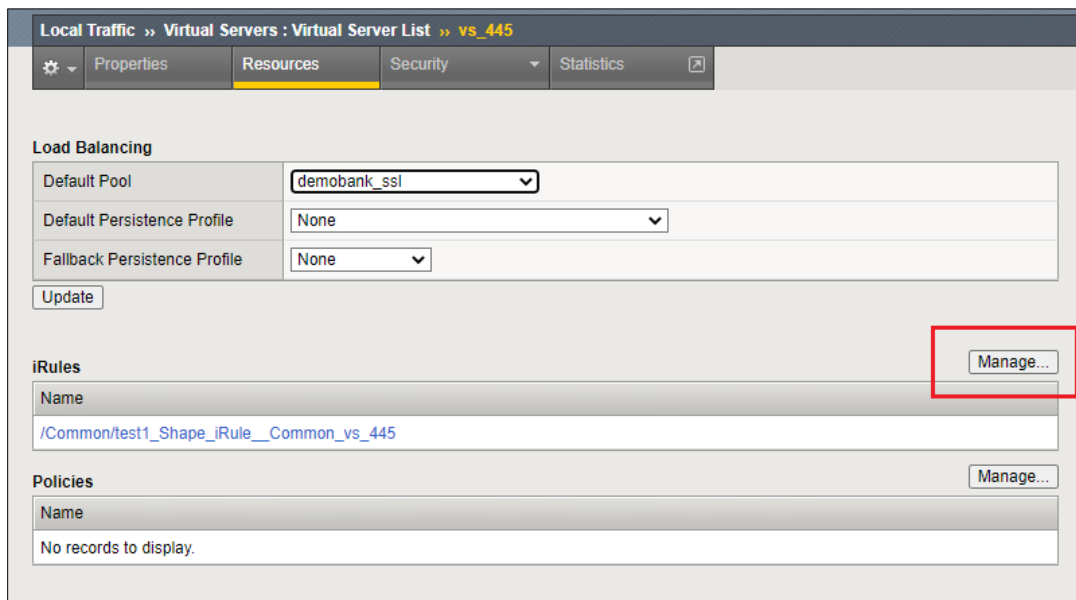 Local Traffic ›› Virtual Servers : Virtual Server List ›› vs_445
Properties Resources Security Statistics
Load Balancing
Default Pool demobank_ssl
Default Persistence Profile None
Fallback Persistence Profile None
Update
iRules Manage...
Name
/Common/test1_Shape_iRule__Common_vs_445
Policies Manage...
Name
No records to display.